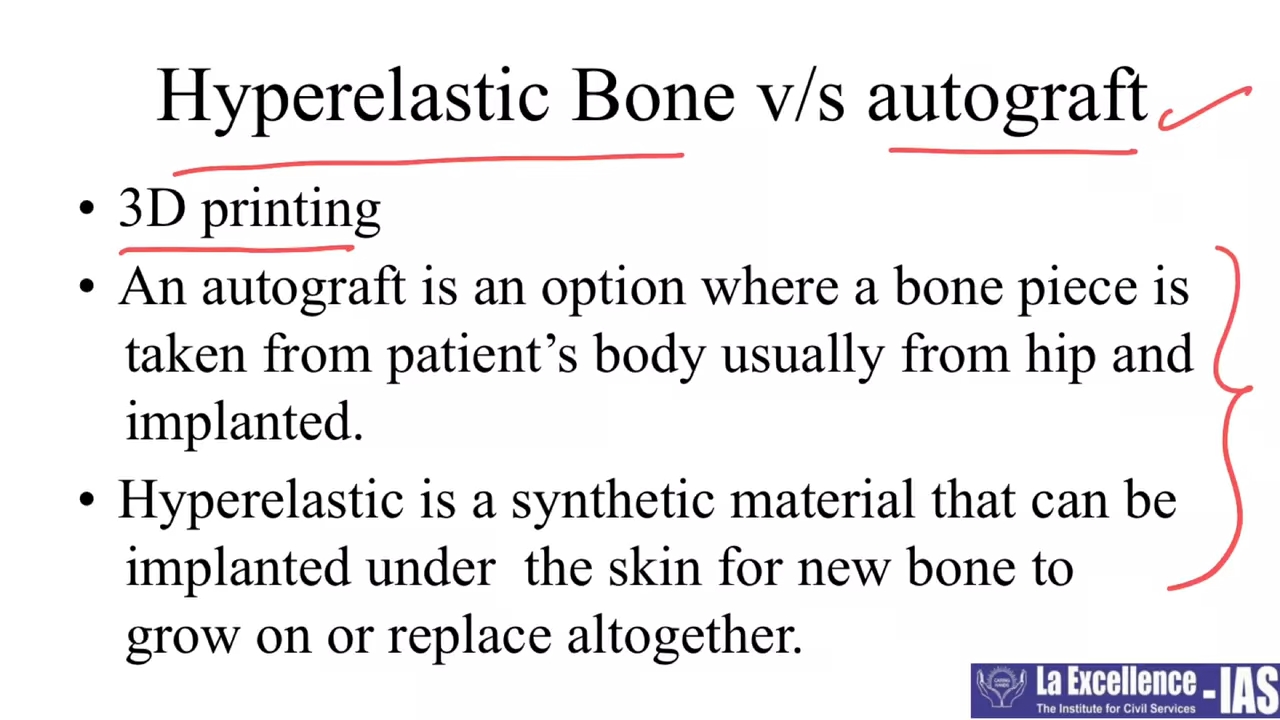 Hyperelastic Bone v/s autograft
• 3D printing
• An autograft is an option where a bone piece is
taken from patient’s body usually from hip and
implanted.
• Hyperelastic is a synthetic material that can be
implanted under the skin for new bone to
grow on or replace altogether.
CARING HANDS
La Excellence -IAS
The Institute for Civil Services